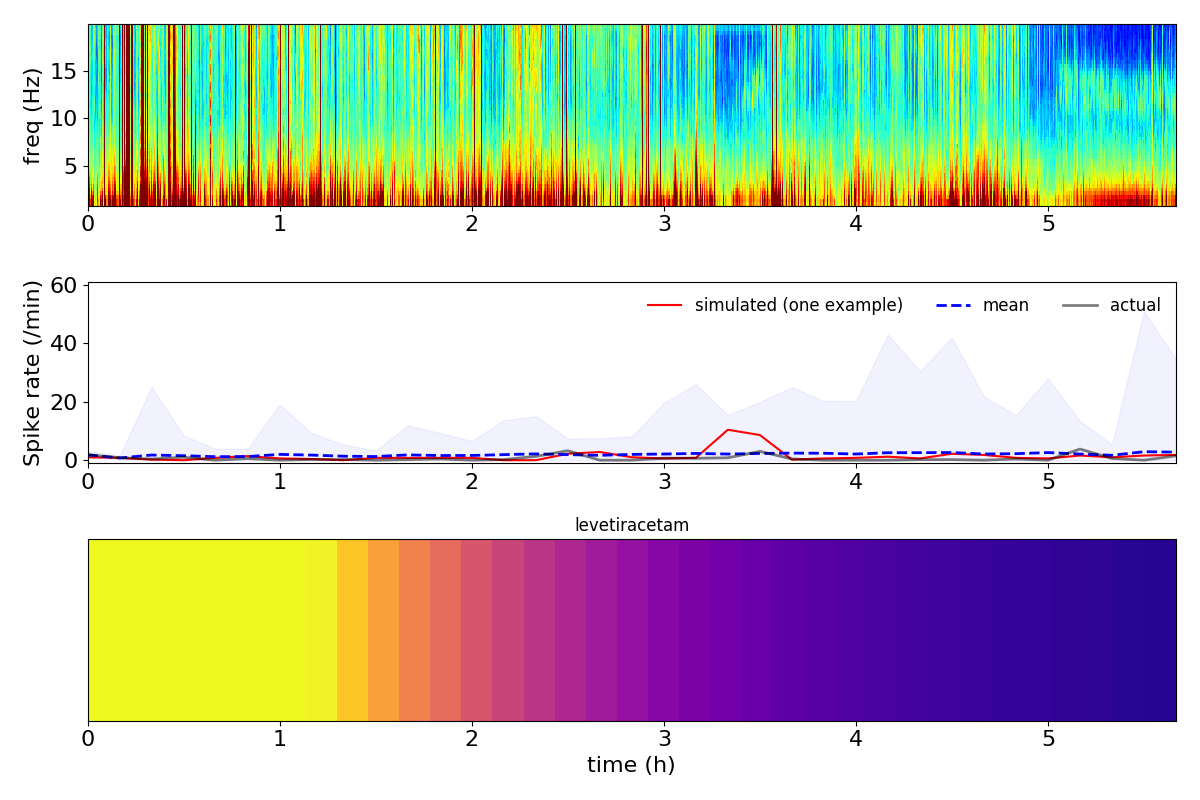 freq (Hz)
15
10
5
0 1 2 3 4 5
Spike rate (/min)
60
40
20
0
simulated (one example) mean actual
0 1 2 3 4 5
levetiracetam
0 1 2 3 4 5
time (h)